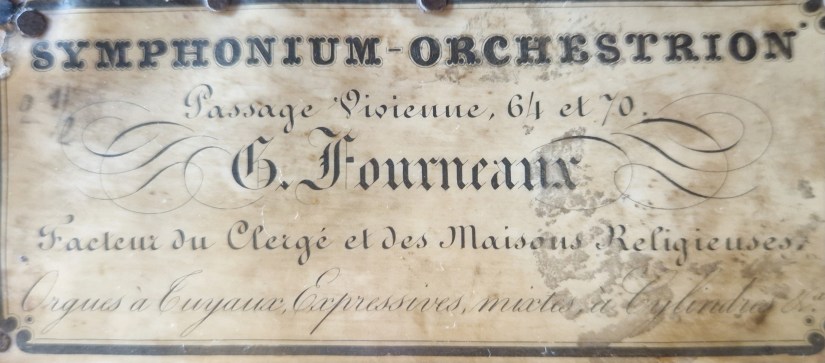 SYMPHONIUM-ORCHESTRION
Passage Vivienne, 64 et 70.
G. Fourneaux
Facteur du Clergé et des Maisons Religieuses.
Orgues à Tuyaux, Expressives, mixtes, à Cylindres &a